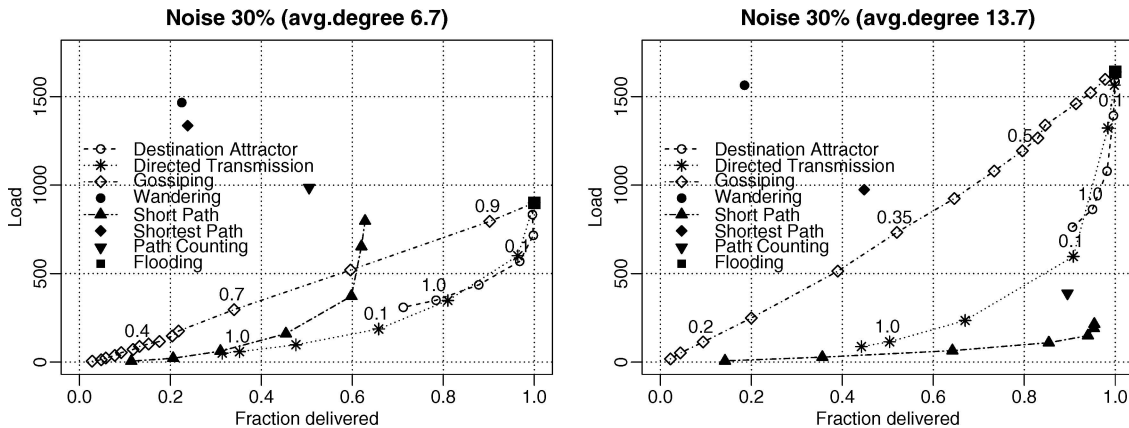 Noise 30% (avg.degree 6.7)
Load
1500
1000
500
0
Destination Attractor
Directed Transmission
Gossiping
Wandering
Short Path
Shortest Path
Path Counting
Flooding
0.9
0.1
0.7
1.0
0.1
0.4
1.0
0.0 0.2 0.4 0.6 0.8 1.0
Fraction delivered
Noise 30% (avg.degree 13.7)
Load
1500
1000
500
0
Destination Attractor
Directed Transmission
Gossiping
Wandering
Short Path
Shortest Path
Path Counting
Flooding
0.1
0.5
1.0
0.35
0.1
0.2
1.0
0.0 0.2 0.4 0.6 0.8 1.0
Fraction delivered